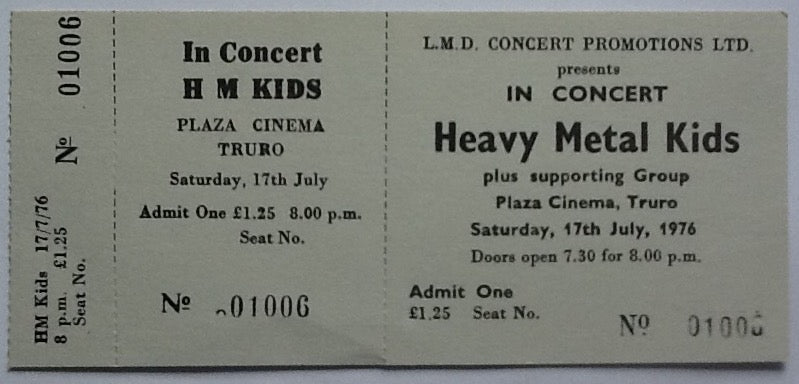 HM Kids 17/7/76
8 p.m. £1.25
Seat No.
Nº 01006
In Concert
H M KIDS
PLAZA CINEMA
TRURO
Saturday, 17th July
Admit One £1.25 8.00 p.m.
Seat No.
Nº 01006
L.M.D. CONCERT PROMOTIONS LTD.
presents
IN CONCERT
Heavy Metal Kids
plus supporting Group
Plaza Cinema, Truro
Saturday, 17th July, 1976
Doors open 7.30 for 8.00 p.m.
Admit One
£1.25 Seat No.
Nº 01006